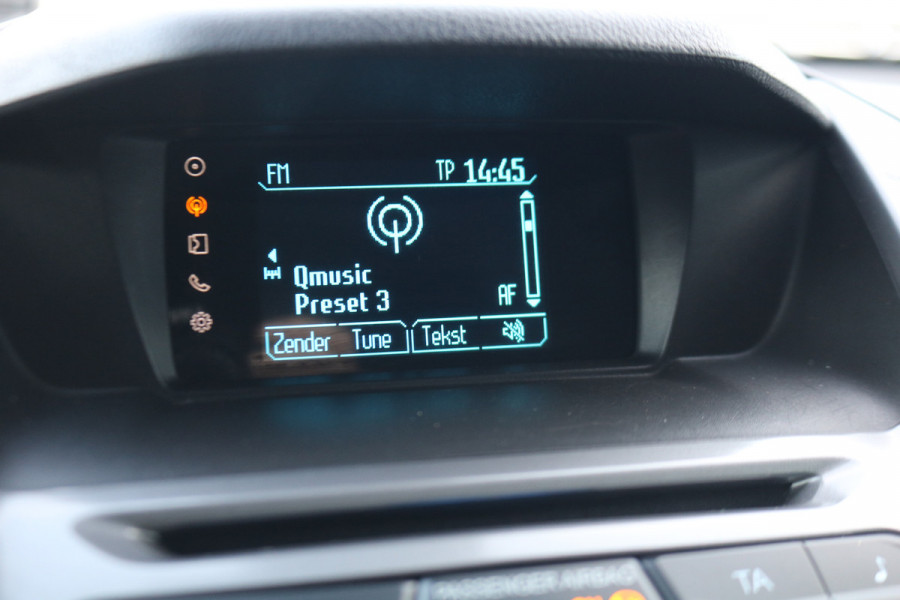 FM TP 14:45
Qmusic
Preset 3 AF
Zender Tune Tekst
PASSENGER AIRBAG
TA